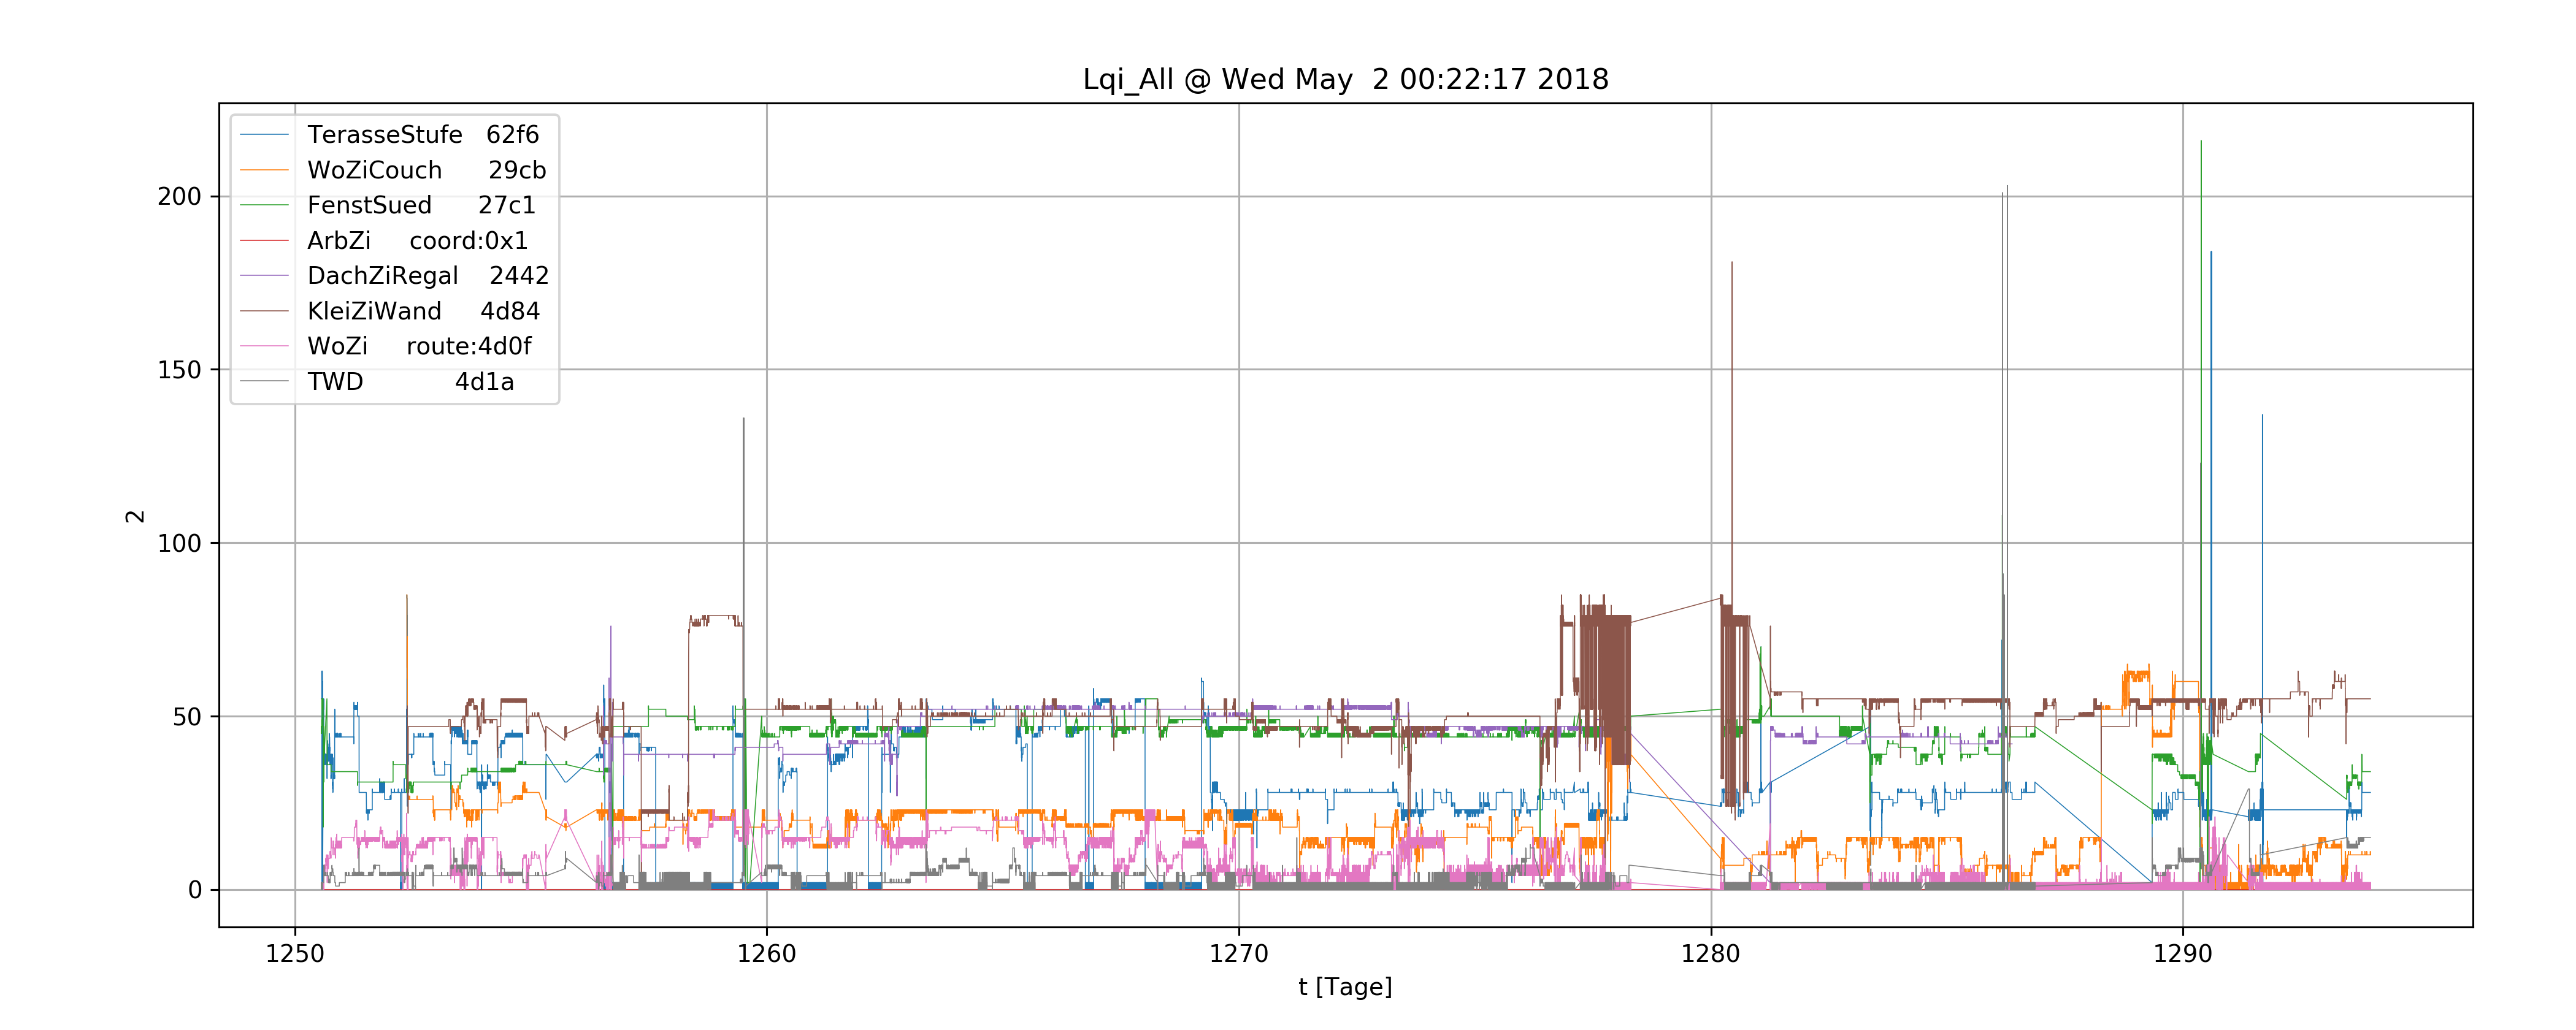 Lqi_All @ Wed May  2 00:22:17 2018
TerasseStufe   62f6
WoZiCouch      29cb
FenstSued      27c1
ArbZi     coord:0x1
DachZiRegal    2442
KleiZiWand     4d84
WoZi     route:4d0f
TWD            4d1a
200
150
100
50
0
2
1250
1260
1270
1280
1290
t [Tage]